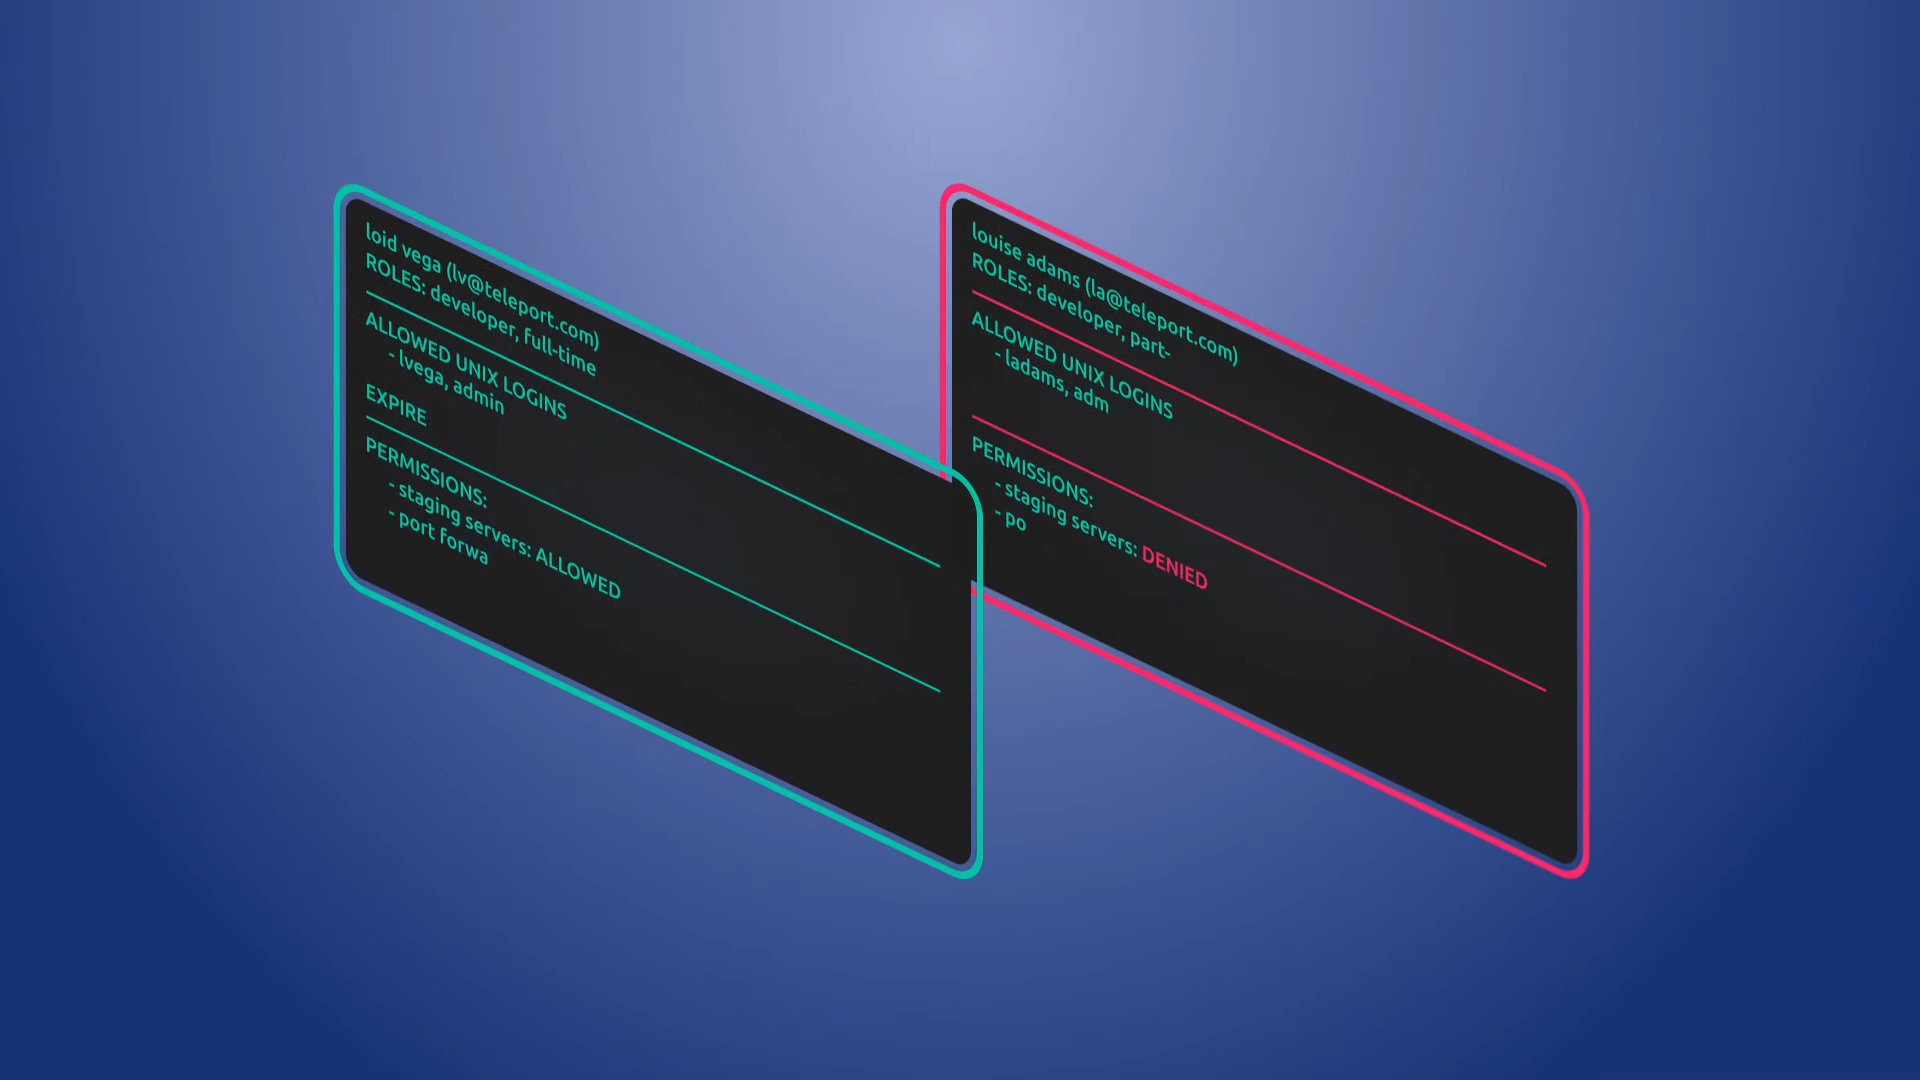 loid vega (lv@teleport.com)
ROLES: developer, full-time
ALLOWED UNIX LOGINS
- lvega, admin
EXPIRE
PERMISSIONS:
- staging servers: ALLOWED
- port forwa
louise adams (la@teleport.com)
ROLES: developer, part-
ALLOWED UNIX LOGINS
- ladams, adm
PERMISSIONS:
- staging servers: DENIED
- po